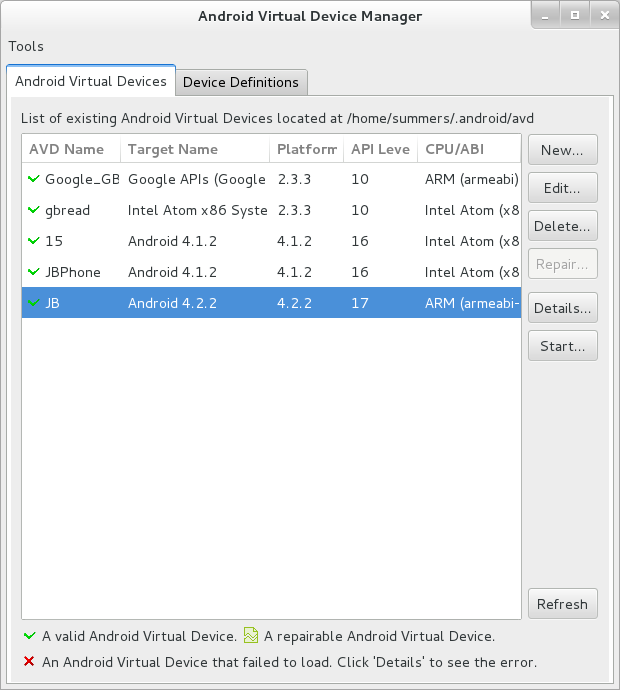 Android Virtual Device Manager
Tools
Android Virtual Devices Device Definitions
List of existing Android Virtual Devices located at /home/summers/.android/avd
AVD Name Target Name Platform API Leve CPU/ABI
Google_GB Google APIs (Google 2.3.3 10 ARM (armeabi)
gbread Intel Atom x86 Syste 2.3.3 10 Intel Atom (x8
15 Android 4.1.2 4.1.2 16 Intel Atom (x8
JBPhone Android 4.1.2 4.1.2 16 Intel Atom (x8
JB Android 4.2.2 4.2.2 17 ARM (armeabi-
New...
Edit...
Delete...
Repair...
Details...
Start...
Refresh
A valid Android Virtual Device. A repairable Android Virtual Device.
An Android Virtual Device that failed to load. Click 'Details' to see the error.